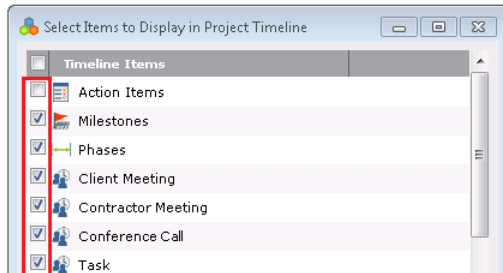 Select Items to Display in Project Timeline
Timeline Items
Action Items
Milestones
Phases
Client Meeting
Contractor Meeting
Conference Call
Task